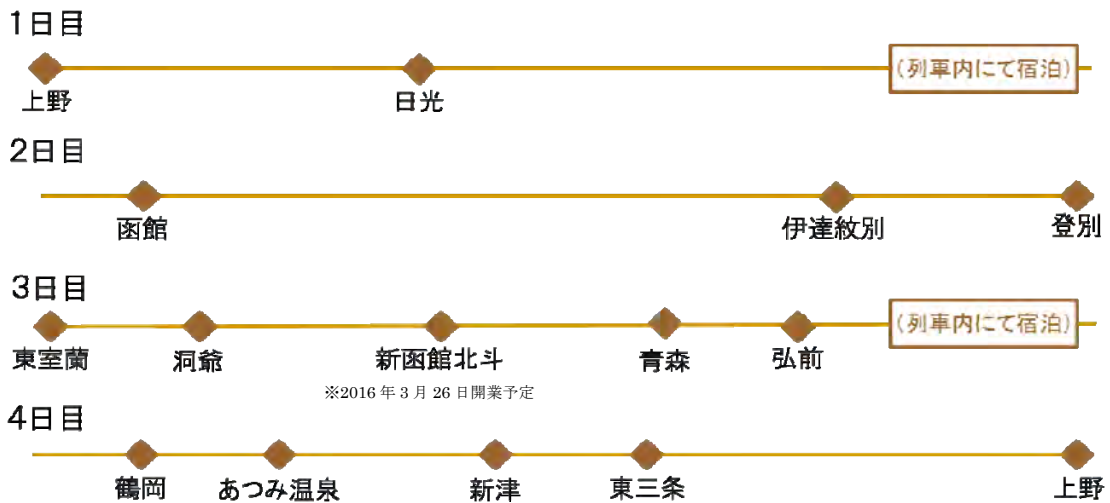 1日目
上野 日光 (列車内にて宿泊)
2日目
函館 伊達紋別 登別
3日目
東室蘭 洞爺 新函館北斗 青森 弘前 (列車内にて宿泊)
※2016年3月26日開業予定
4日目
鶴岡 あつみ温泉 新津 東三条 上野